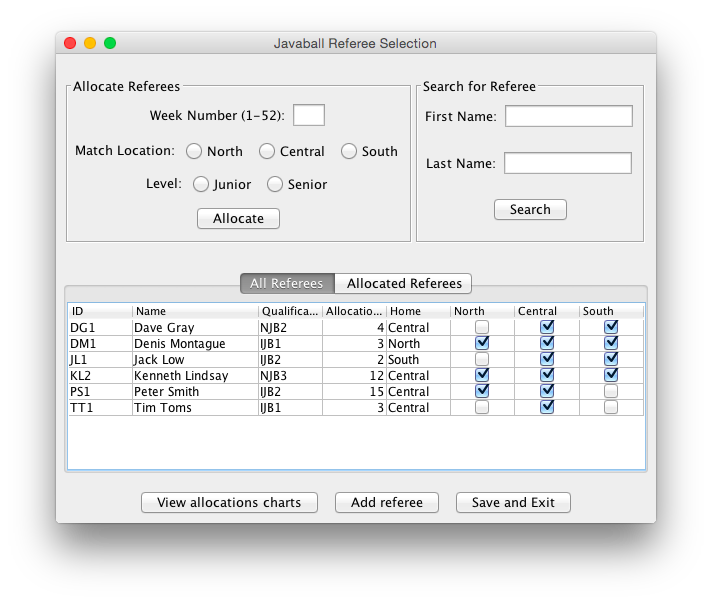 Javaball Referee Selection
Allocate Referees
Week Number (1-52):
Match Location: North Central South
Level: Junior Senior
Allocate
Search for Referee
First Name:
Last Name:
Search
All Referees Allocated Referees
ID Name Qualifica... Allocatio... Home North Central South
DG1 Dave Gray NJB2 4 Central
DM1 Denis Montague IJB1 3 North
JL1 Jack Low IJB2 2 South
KL2 Kenneth Lindsay NJB3 12 Central
PS1 Peter Smith IJB2 15 Central
TT1 Tim Toms IJB1 3 Central
View allocations charts Add referee Save and Exit